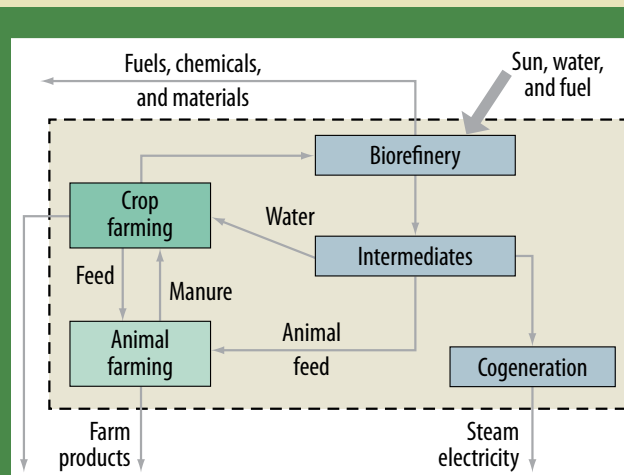 Fuels, chemicals,
and materials
Sun, water,
and fuel
Biorefinery
Crop
farming
Water
Intermediates
Feed
Manure
Animal
farming
Animal
feed
Cogeneration
Farm
products
Steam
electricity